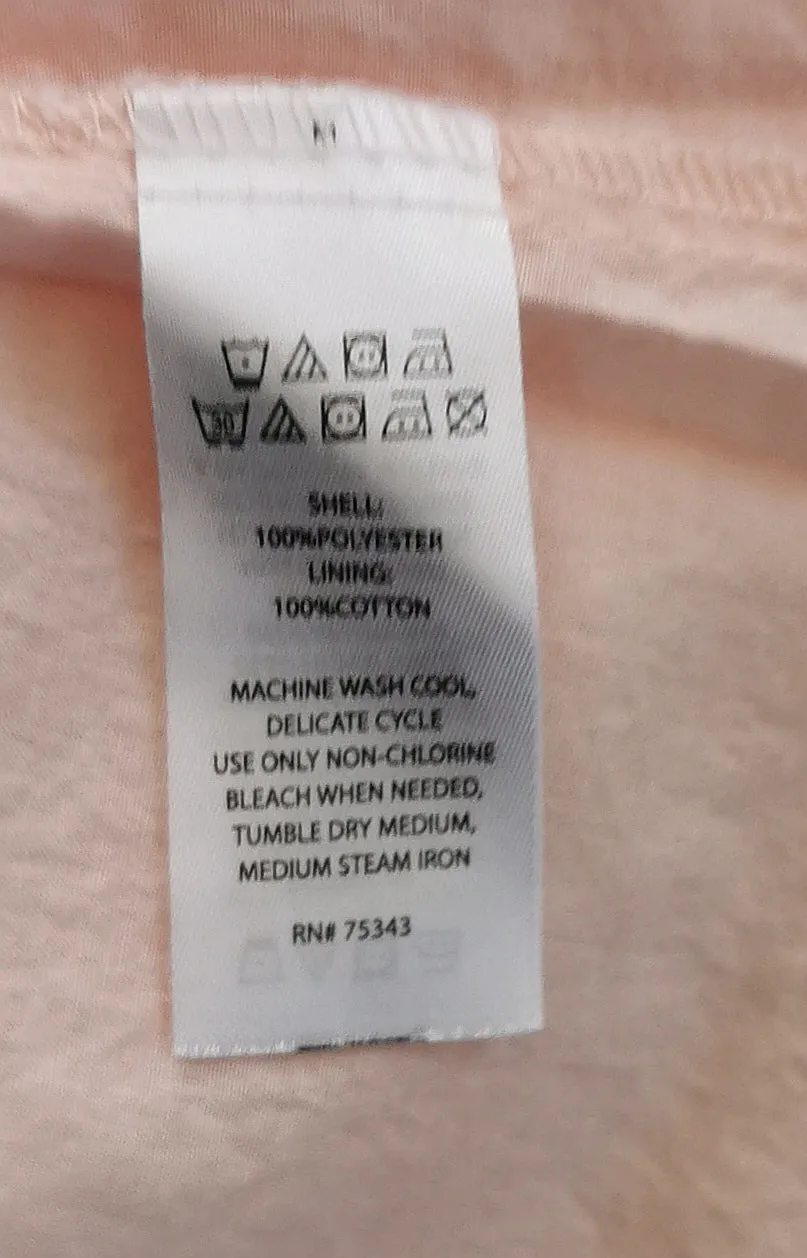 M
30
SHELL:
100%POLYESTER
LINING:
100%COTTON
MACHINE WASH COOL,
DELICATE CYCLE
USE ONLY NON-CHLORINE
BLEACH WHEN NEEDED,
TUMBLE DRY MEDIUM,
MEDIUM STEAM IRON
RN# 75343